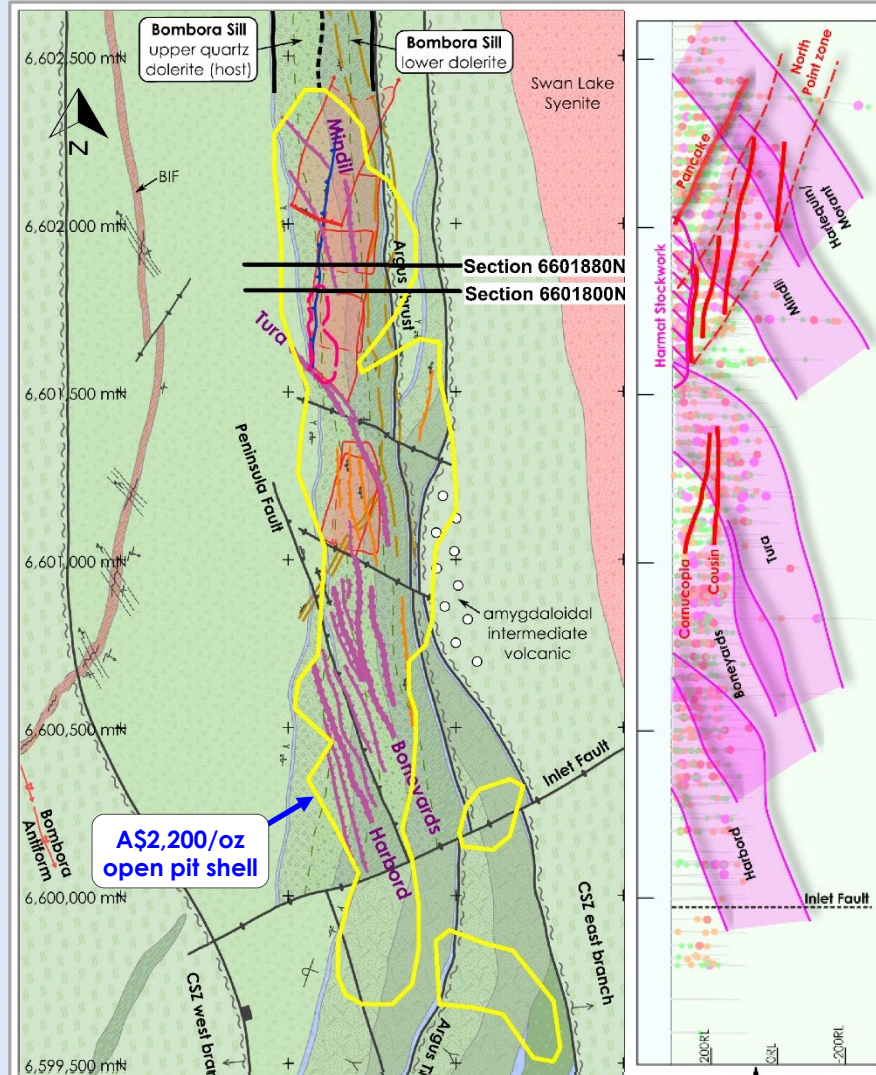 6,602,500 mN
Bombora Sill
upper quartz
dolerite (host)
Bombora Sill
lower dolerite
Swan Lake
Syenite
N
BIF
Mindil
6,602,000 mN
Argus Thrust
Section 6601880N
Section 6601800N
Tura
6,601,500 mN
Peninsula Fault
6,601,000 mN
amygdaloidal
intermediate
volcanic
6,600,500 mN
Boneyards
Inlet Fault
A$2,200/oz
open pit shell
Harbord
Bombora
Antiform
6,600,000 mN
CSZ west bran
CSZ east branch
Argus T
6,599,500 mN
North
Point zone
Pancake
Harlequin/
Morant
Harmat Stockwork
Mindil
Tura
Cornucopia
Cousin
Boneyards
Harbord
Inlet Fault
200RL
0RL
-200RL